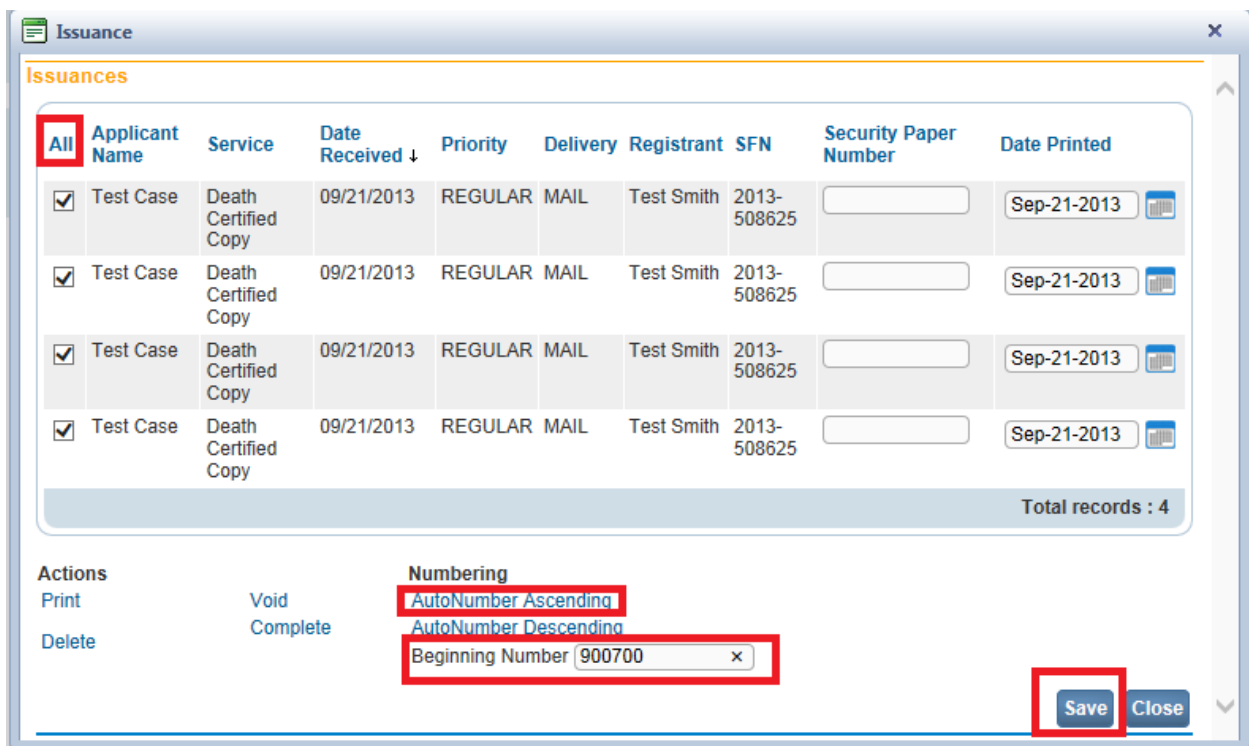 Issuance
Issuances
All Applicant Name Service Date Received ↓ Priority Delivery Registrant SFN Security Paper Number Date Printed
Test Case Death Certified Copy 09/21/2013 REGULAR MAIL Test Smith 2013-508625 Sep-21-2013
Test Case Death Certified Copy 09/21/2013 REGULAR MAIL Test Smith 2013-508625 Sep-21-2013
Test Case Death Certified Copy 09/21/2013 REGULAR MAIL Test Smith 2013-508625 Sep-21-2013
Test Case Death Certified Copy 09/21/2013 REGULAR MAIL Test Smith 2013-508625 Sep-21-2013
Total records : 4
Actions Numbering
Print Void AutoNumber Ascending
Complete AutoNumber Descending
Delete
Beginning Number 900700
Save Close